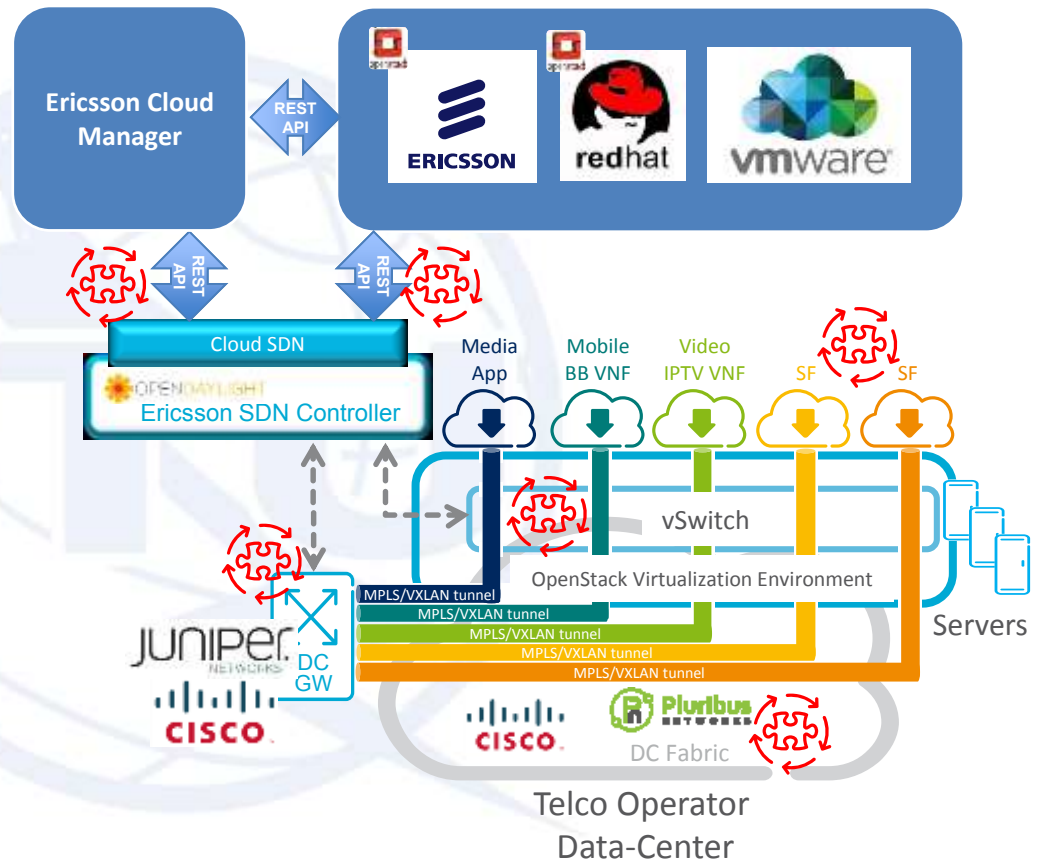 Ericsson Cloud
Manager
REST
API
openstack
ERICSSON
openstack
redhat
vmware
REST
API
REST
API
Cloud SDN
OPENDAYLIGHT
Ericsson SDN Controller
Media
App
Mobile
BB VNF
Video
IPTV VNF
SF
SF
vSwitch
OpenStack Virtualization Environment
Servers
MPLS/VXLAN tunnel
MPLS/VXLAN tunnel
MPLS/VXLAN tunnel
MPLS/VXLAN tunnel
MPLS/VXLAN tunnel
JUNIPER
NETWORKS
DC
GW
CISCO
CISCO
Pluribus
NETWORKS
DC Fabric
Telco Operator
Data-Center